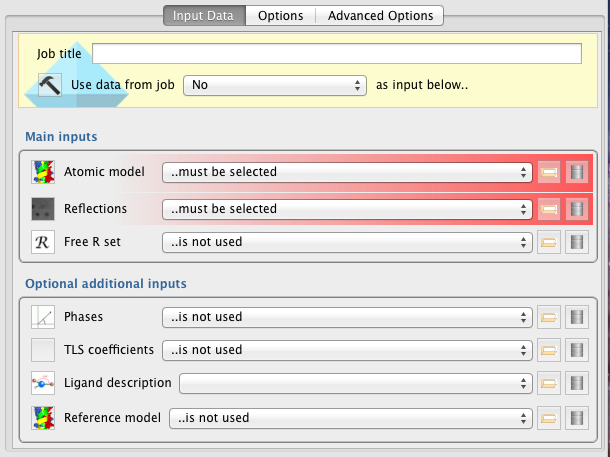 Input Data Options Advanced Options
Job title
Use data from job No as input below..
Main inputs
Atomic model ..must be selected
Reflections ..must be selected
R Free R set ..is not used
Optional additional inputs
Phases ..is not used
TLS coefficients ..is not used
Ligand description
Reference model ..is not used